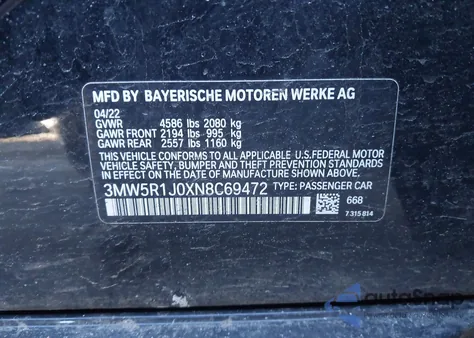 MFD BY BAYERISCHE MOTOREN WERKE AG
04/22
GVWR 4586 lbs 2080 kg
GAWR FRONT 2194 lbs 995 kg
GAWR REAR 2557 lbs 1160 kg
THIS VEHICLE CONFORMS TO ALL APPLICABLE U.S.FEDERAL MOTOR
VEHICLE SAFETY, BUMPER, AND THEFT PREVENTION STANDARDS
IN EFFECT ON THE DATE OF MANUFACTURE SHOWN ABOVE.
3MW5R1J0XN8C69472 TYPE: PASSENGER CAR
668
7 315 814